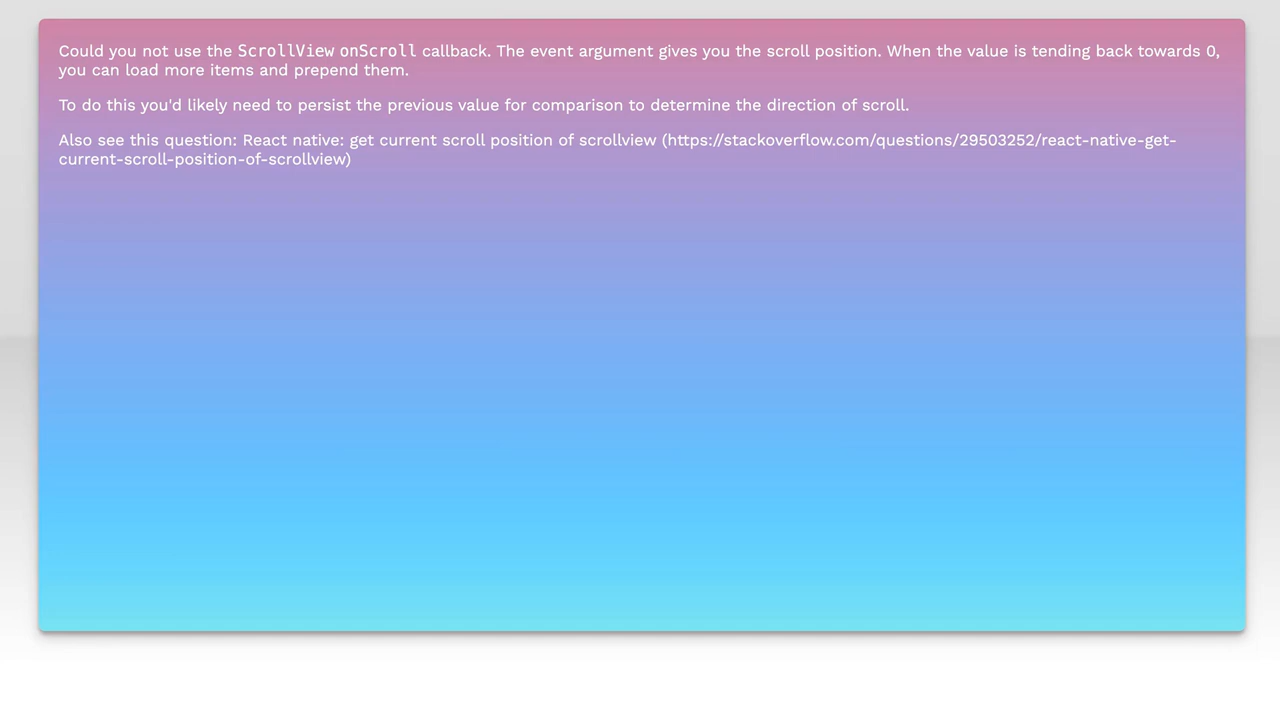 Could you not use the ScrollView onScroll callback. The event argument gives you the scroll position. When the value is tending back towards 0,
you can load more items and prepend them.
To do this you'd likely need to persist the previous value for comparison to determine the direction of scroll.
Also see this question: React native: get current scroll position of scrollview (https://stackoverflow.com/questions/29503252/react-native-get-
current-scroll-position-of-scrollview)